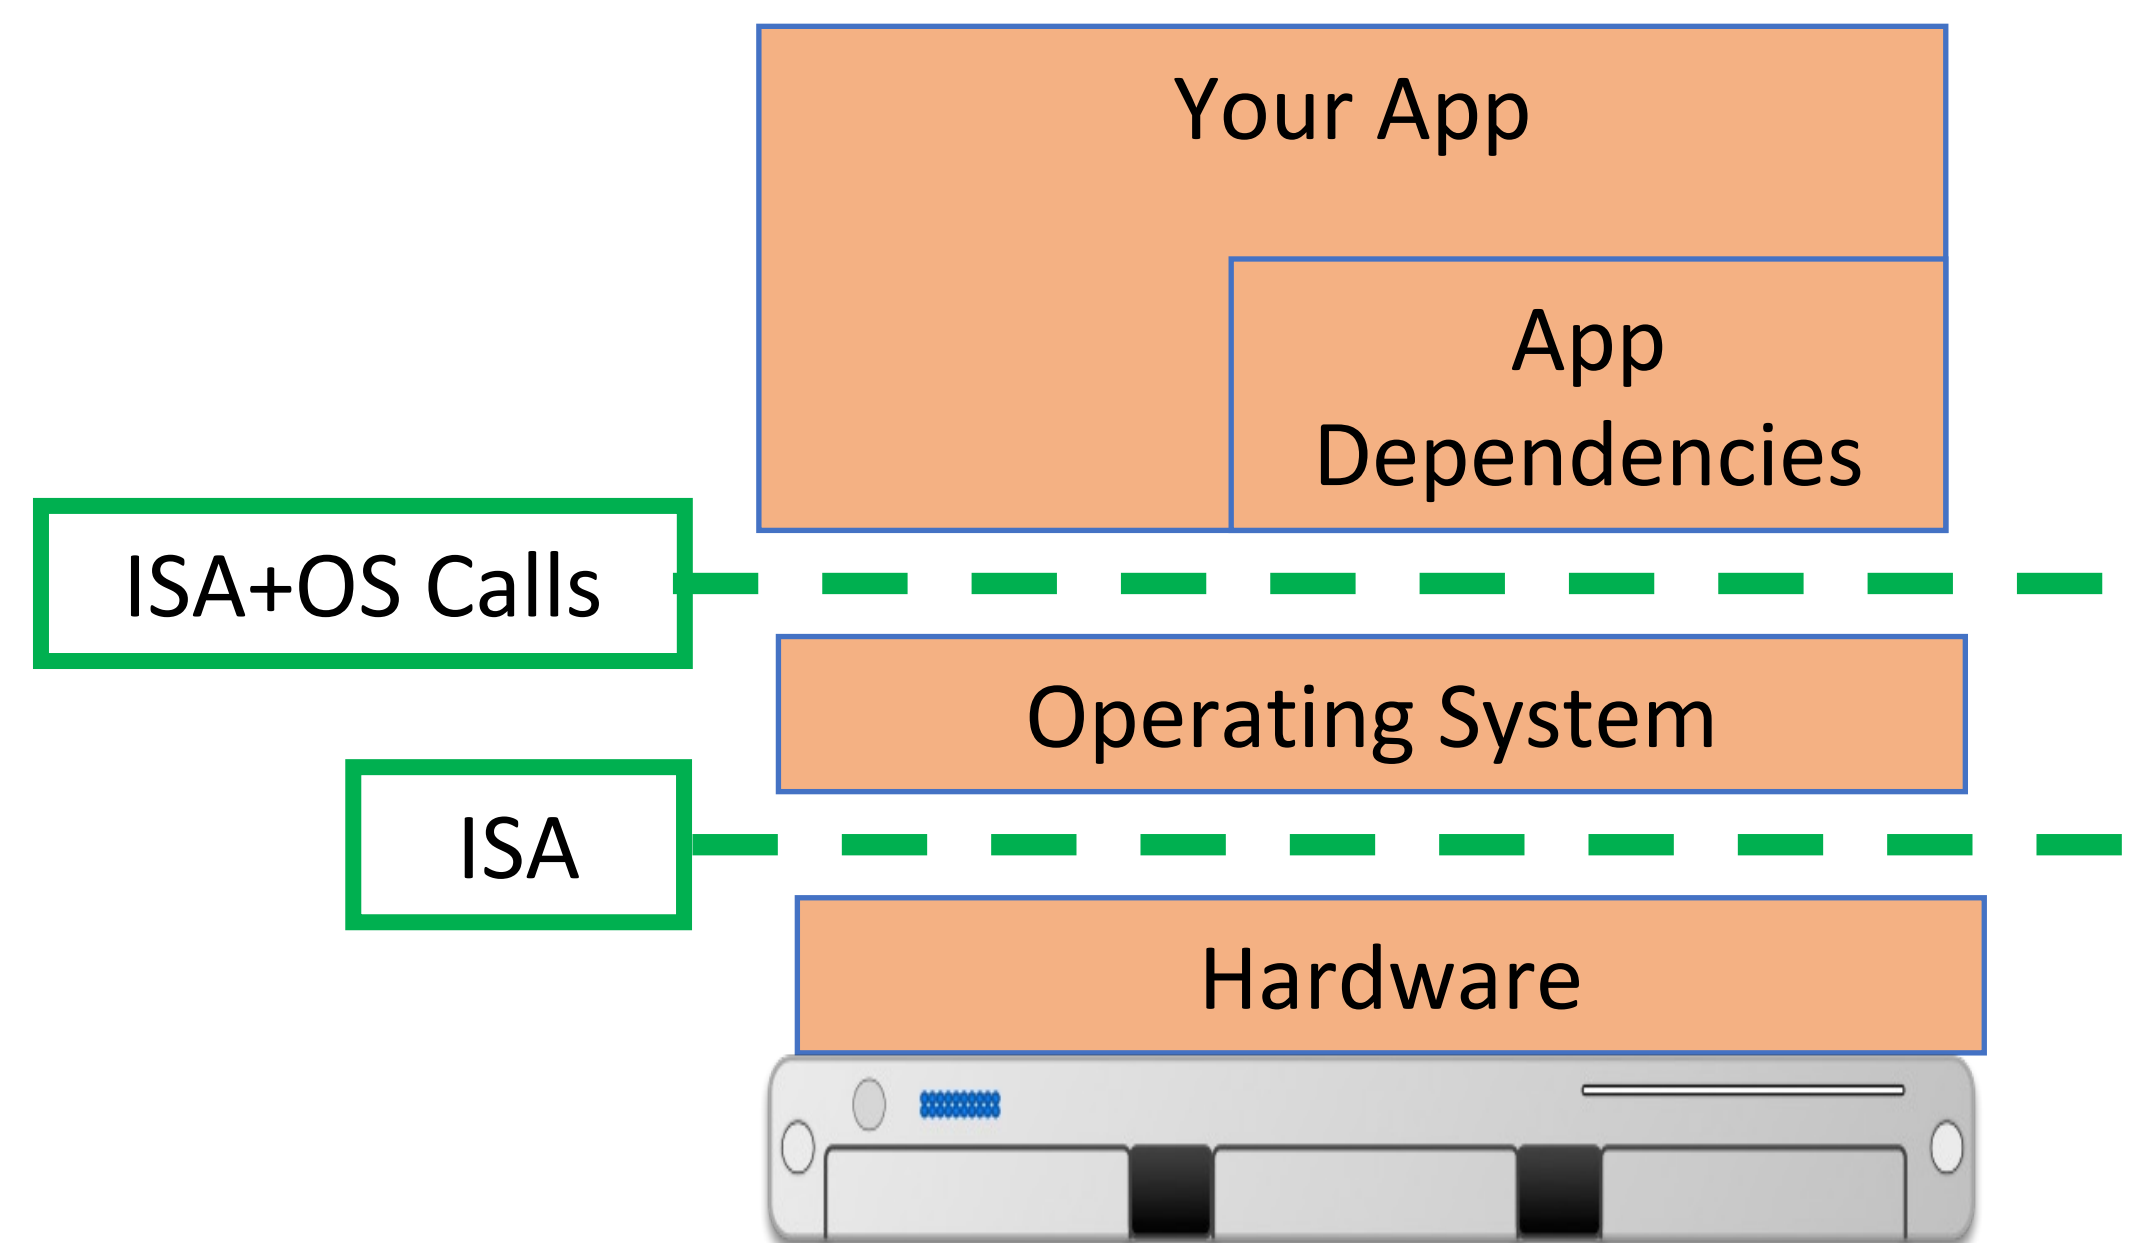 Your App
App
Dependencies
ISA+OS Calls
Operating System
ISA
Hardware